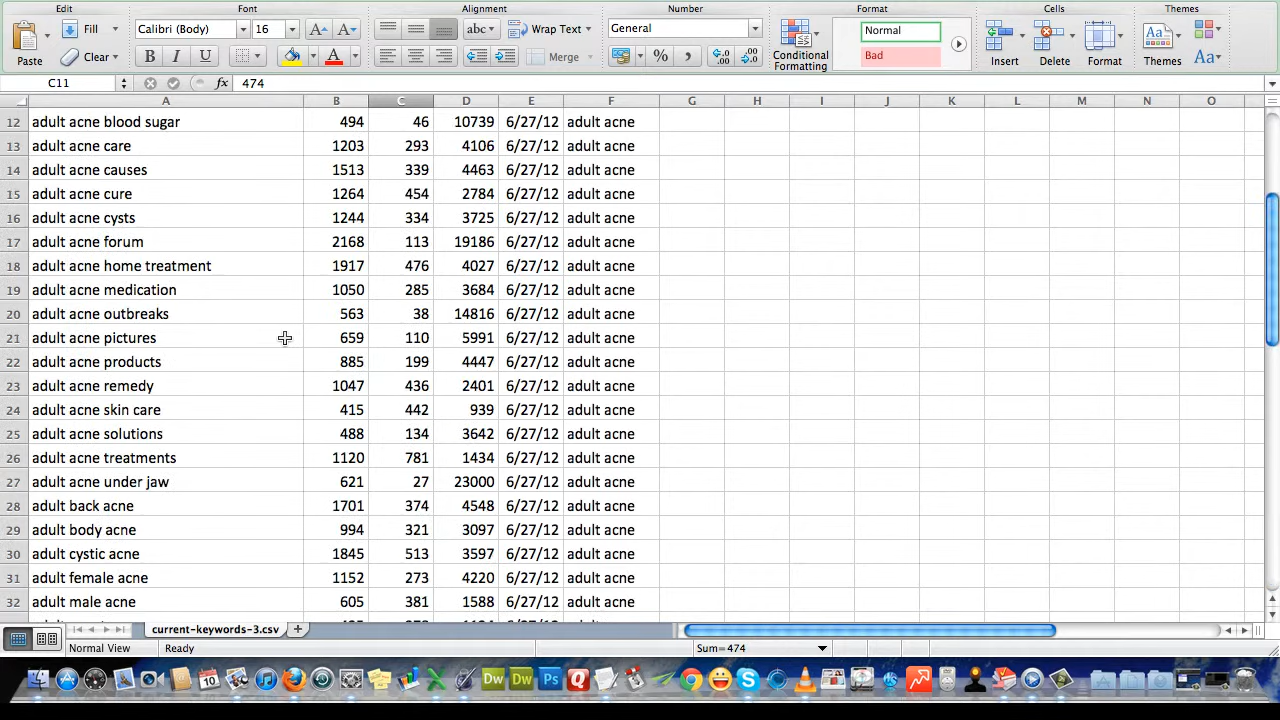 Edit Font Alignment Number Format Cells Themes
Fill Calibri (Body) 16 A A abc Wrap Text General Normal
Paste Clear B I U A Merge % Conditional Formatting Bad Insert Delete Format Themes Aa
C11 fx 474
A B C D E F G H I J K L M N O
12 adult acne blood sugar 494 46 10739 6/27/12 adult acne
13 adult acne care 1203 293 4106 6/27/12 adult acne
14 adult acne causes 1513 339 4463 6/27/12 adult acne
15 adult acne cure 1264 454 2784 6/27/12 adult acne
16 adult acne cysts 1244 334 3725 6/27/12 adult acne
17 adult acne forum 2168 113 19186 6/27/12 adult acne
18 adult acne home treatment 1917 476 4027 6/27/12 adult acne
19 adult acne medication 1050 285 3684 6/27/12 adult acne
20 adult acne outbreaks 563 38 14816 6/27/12 adult acne
21 adult acne pictures 659 110 5991 6/27/12 adult acne
22 adult acne products 885 199 4447 6/27/12 adult acne
23 adult acne remedy 1047 436 2401 6/27/12 adult acne
24 adult acne skin care 415 442 939 6/27/12 adult acne
25 adult acne solutions 488 134 3642 6/27/12 adult acne
26 adult acne treatments 1120 781 1434 6/27/12 adult acne
27 adult acne under jaw 621 27 23000 6/27/12 adult acne
28 adult back acne 1701 374 4548 6/27/12 adult acne
29 adult body acne 994 321 3097 6/27/12 adult acne
30 adult cystic acne 1845 513 3597 6/27/12 adult acne
31 adult female acne 1152 273 4220 6/27/12 adult acne
32 adult male acne 605 381 1588 6/27/12 adult acne
current-keywords-3.csv
Normal View Ready Sum=474
10 Dw Dw Ps Q